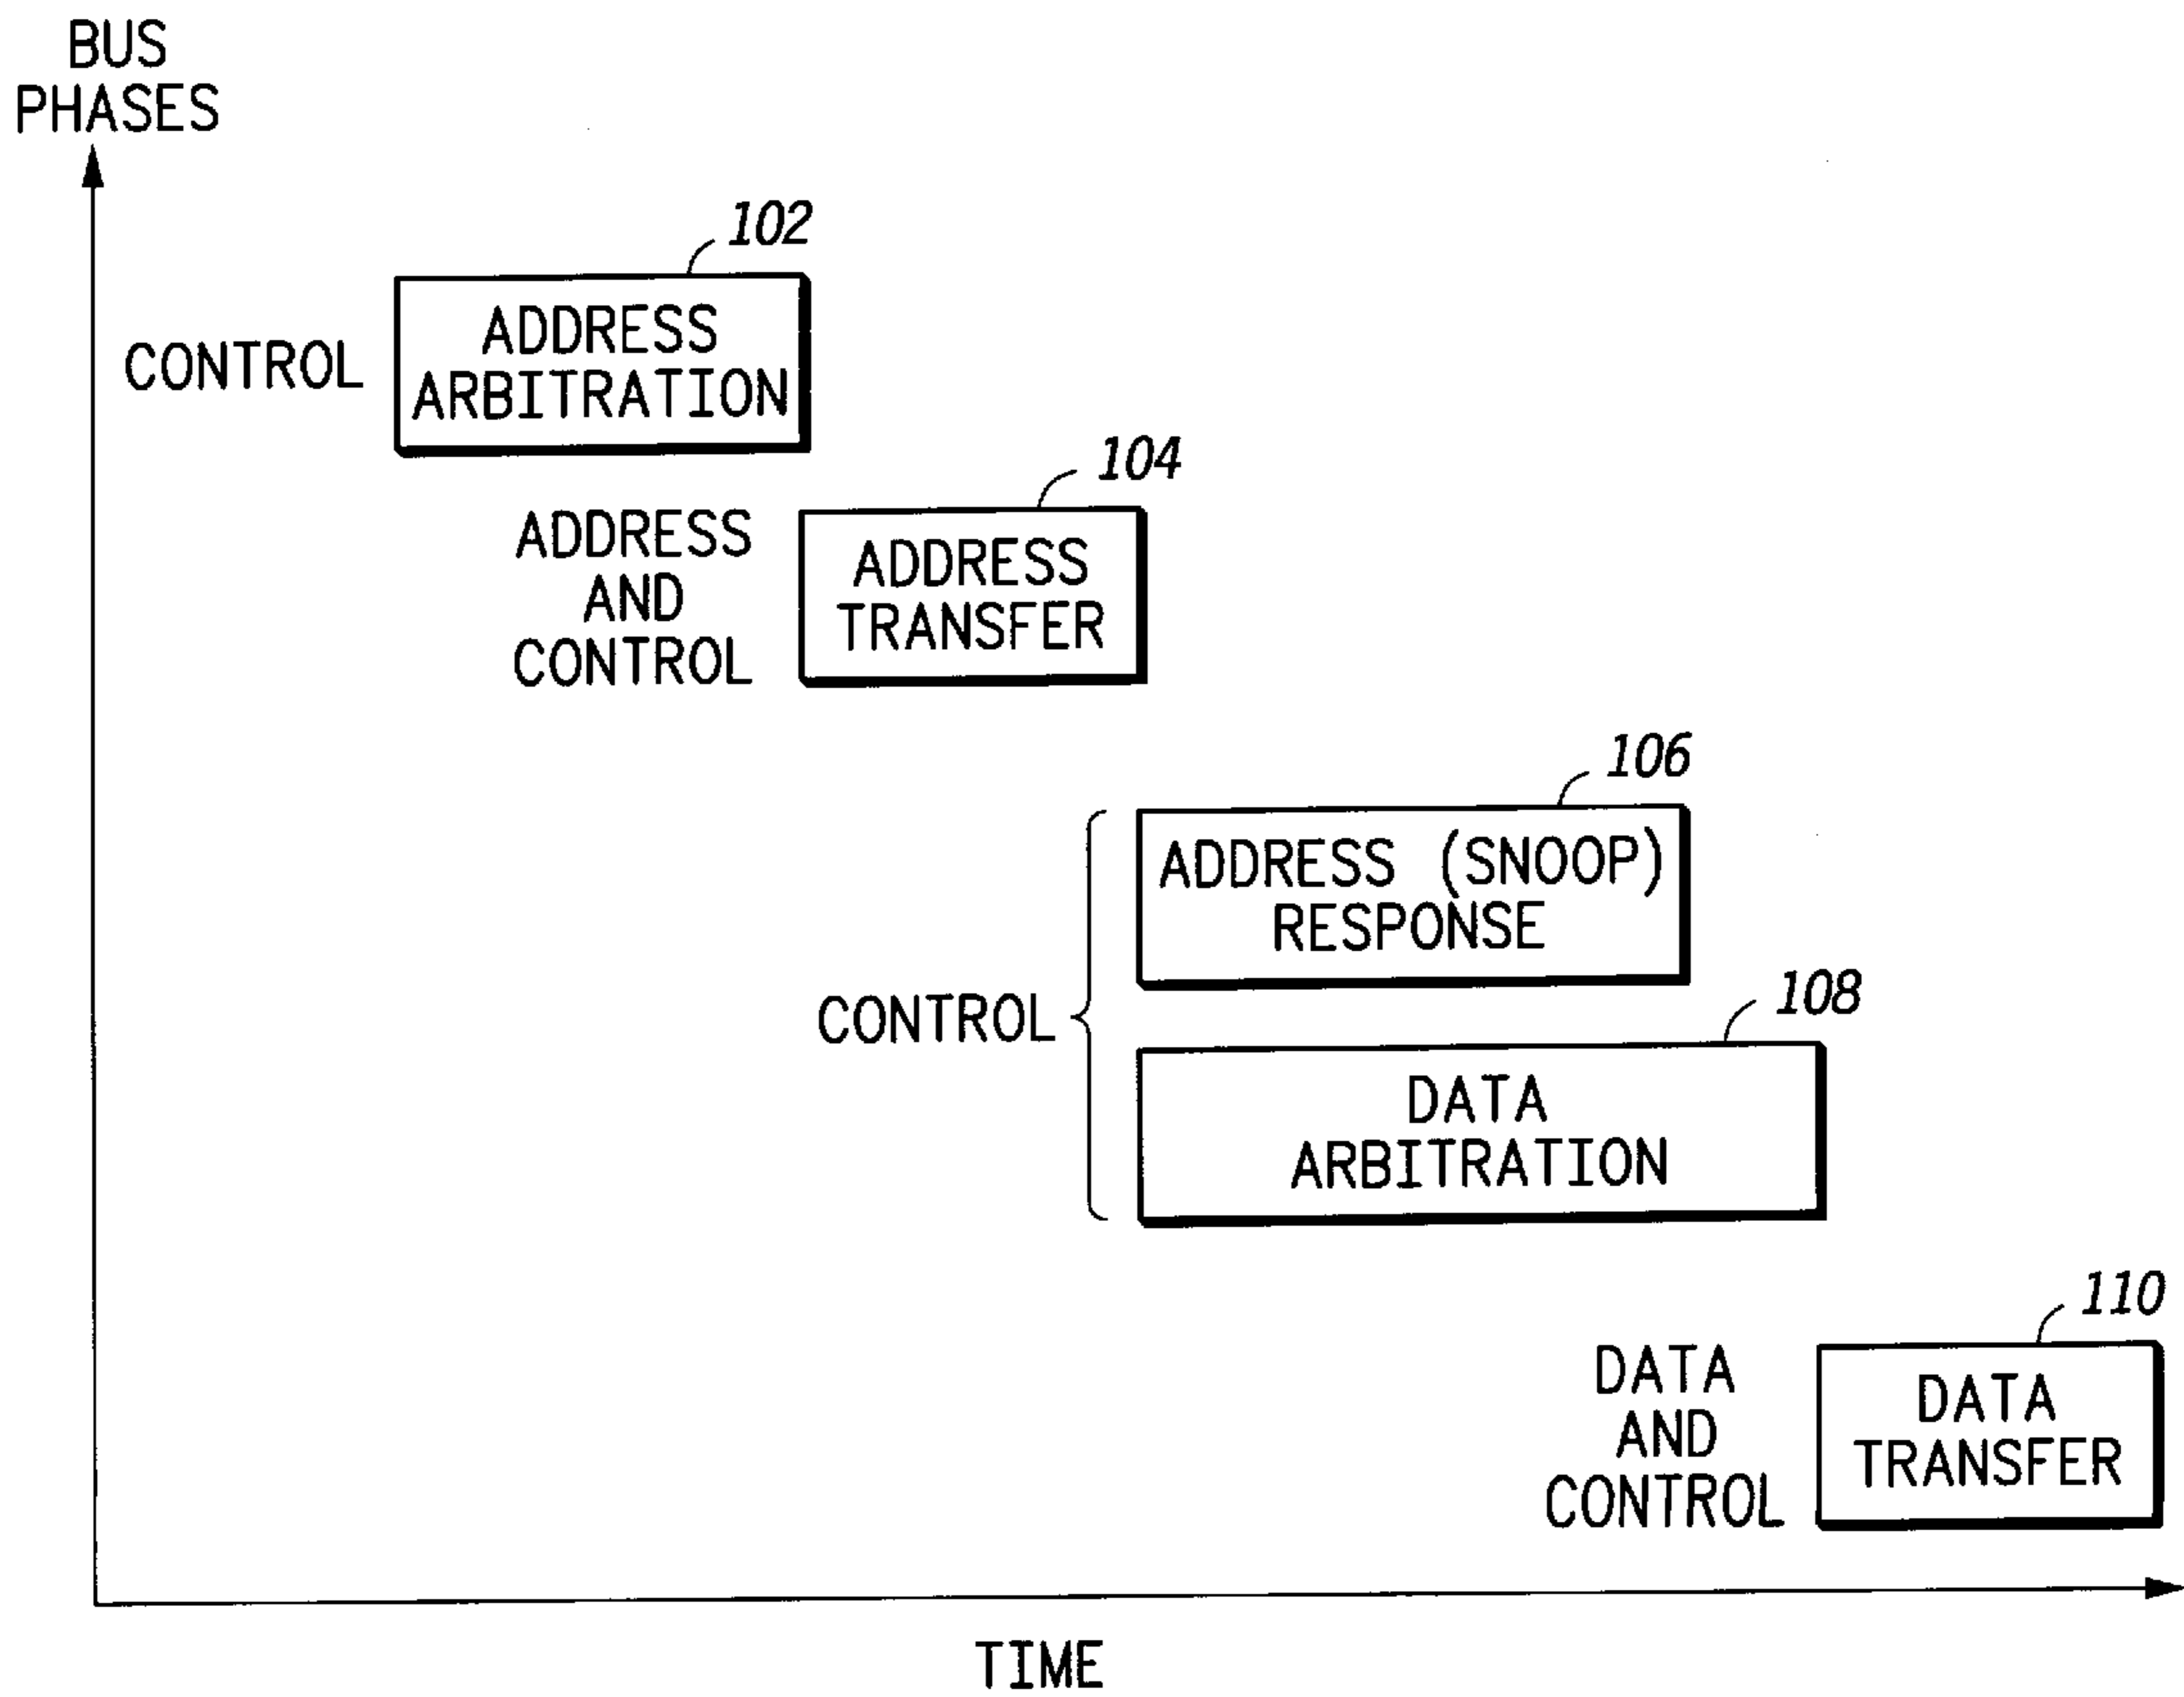 BUS
PHASES
102
CONTROL
ADDRESS
ARBITRATION
104
ADDRESS
AND
CONTROL
ADDRESS
TRANSFER
106
ADDRESS (SNOOP)
RESPONSE
CONTROL
108
DATA
ARBITRATION
110
DATA
AND
CONTROL
DATA
TRANSFER
TIME